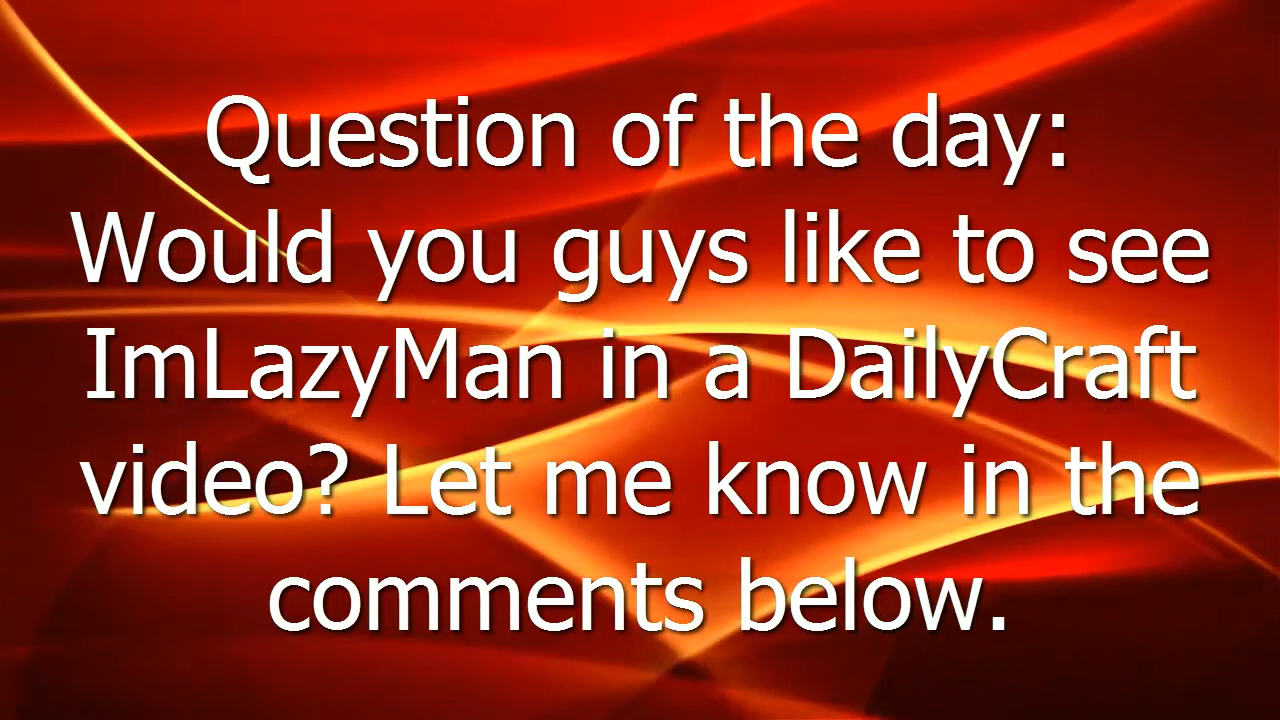 Question of the day:
Would you guys like to see
ImLazyMan in a DailyCraft
video? Let me know in the
comments below.